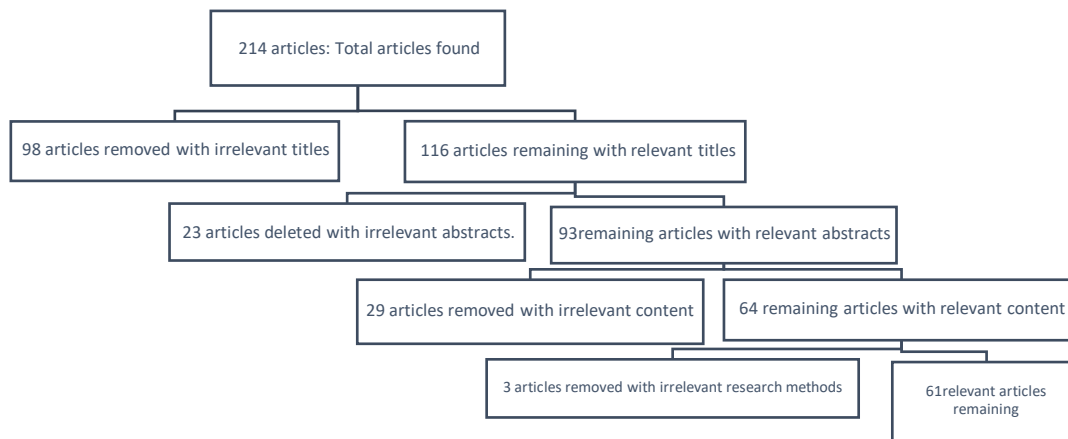 214 articles: Total articles found
98 articles removed with irrelevant titles
116 articles remaining with relevant titles
23 articles deleted with irrelevant abstracts.
93remaining articles with relevant abstracts
29 articles removed with irrelevant content
64 remaining articles with relevant content
3 articles removed with irrelevant research methods
61relevant articles
remaining